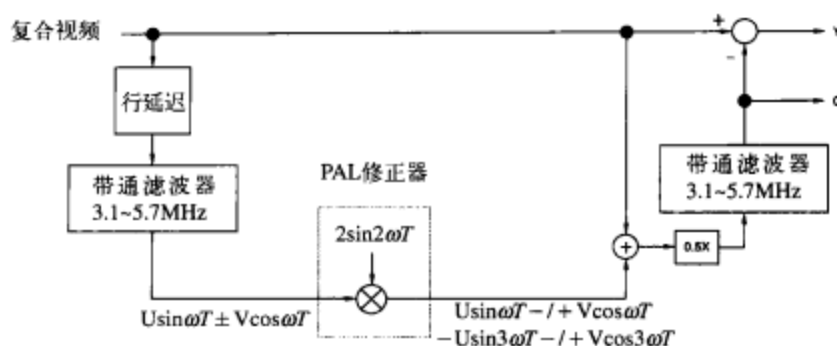 复合视频
+
-
行延迟
带通滤波器
3.1~5.7MHz
PAL修正器
2sin2ωT
带通滤波器
3.1~5.7MHz
+
0.5X
UsinωT ± VcosωT
UsinωT -/+ VcosωT
-Usin3ωT -/+ Vcos3ωT